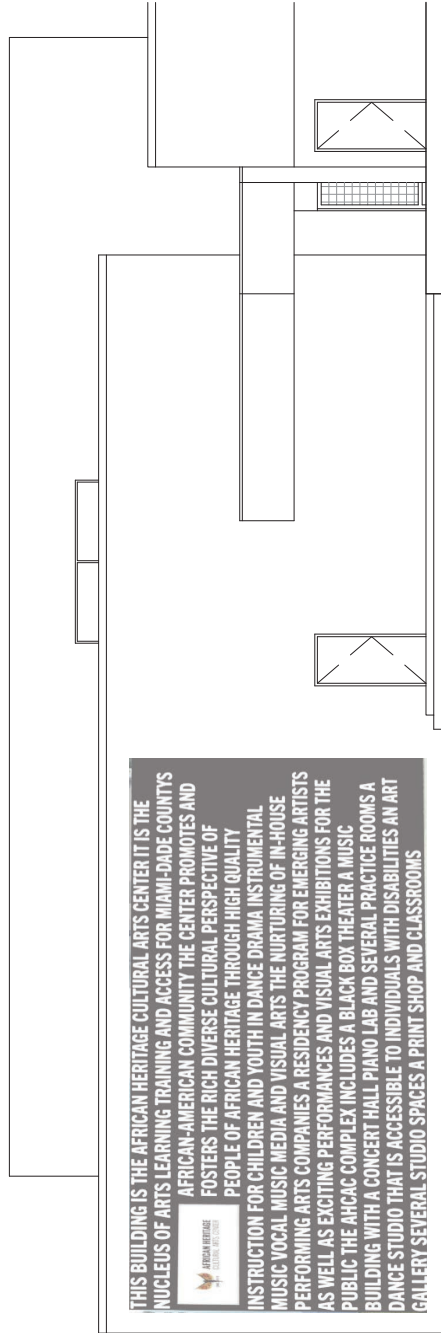 THIS BUILDING IS THE AFRICAN HERITAGE CULTURAL ARTS CENTER IT IS THE
NUCLEUS OF ARTS LEARNING TRAINING AND ACCESS FOR MIAMI-DADE COUNTYS
AFRICAN-AMERICAN COMMUNITY THE CENTER PROMOTES AND
FOSTERS THE RICH DIVERSE CULTURAL PERSPECTIVE OF
PEOPLE OF AFRICAN HERITAGE THROUGH HIGH QUALITY
AFRICAN HERITAGE
CULTURAL ARTS CENTER
INSTRUCTION FOR CHILDREN AND YOUTH IN DANCE DRAMA INSTRUMENTAL
MUSIC VOCAL MUSIC MEDIA AND VISUAL ARTS THE NURTURING OF IN-HOUSE
PERFORMING ARTS COMPANIES A RESIDENCY PROGRAM FOR EMERGING ARTISTS
AS WELL AS EXCITING PERFORMANCES AND VISUAL ARTS EXHIBITIONS FOR THE
PUBLIC THE AHCAC COMPLEX INCLUDES A BLACK BOX THEATER A MUSIC
BUILDING WITH A CONCERT HALL PIANO LAB AND SEVERAL PRACTICE ROOMS A
DANCE STUDIO THAT IS ACCESSIBLE TO INDIVIDUALS WITH DISABILITIES AN ART
GALLERY SEVERAL STUDIO SPACES A PRINT SHOP AND CLASSROOMS